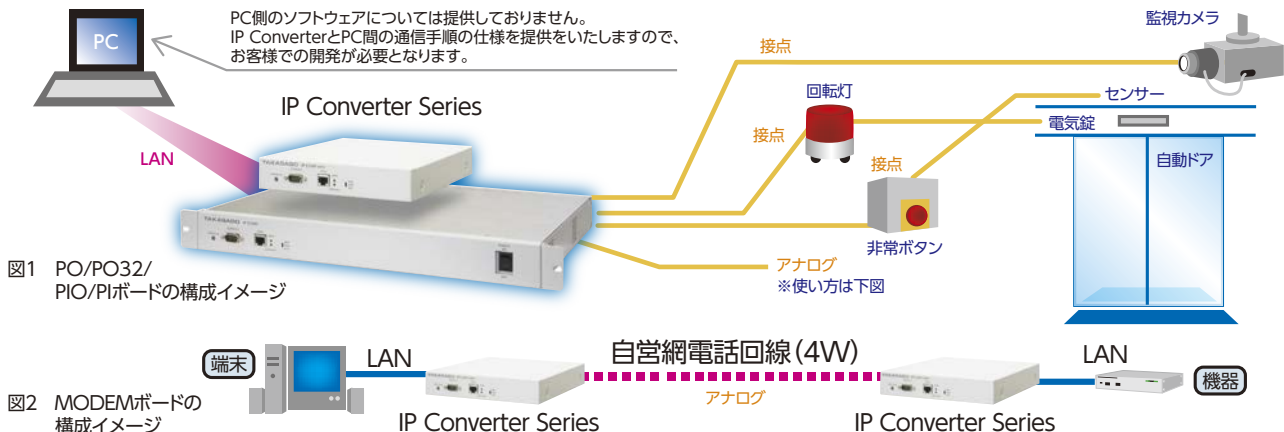 PC
PC側のソフトウェアについては提供しておりません。
IP ConverterとPC間の通信手順の仕様を提供をいたしますので、
お客様での開発が必要となります。
IP Converter Series
LAN
接点
監視カメラ
回転灯
接点
センサー
電気錠
自動ドア
接点
非常ボタン
アナログ
※使い方は下図
TAKASAGO
TAKASAGO
図1 PO/PO32/
PIO/PIボードの構成イメージ
端末
LAN
自営網電話回線(4W)
アナログ
LAN
機器
IP Converter Series
IP Converter Series
図2 MODEMボードの
構成イメージ